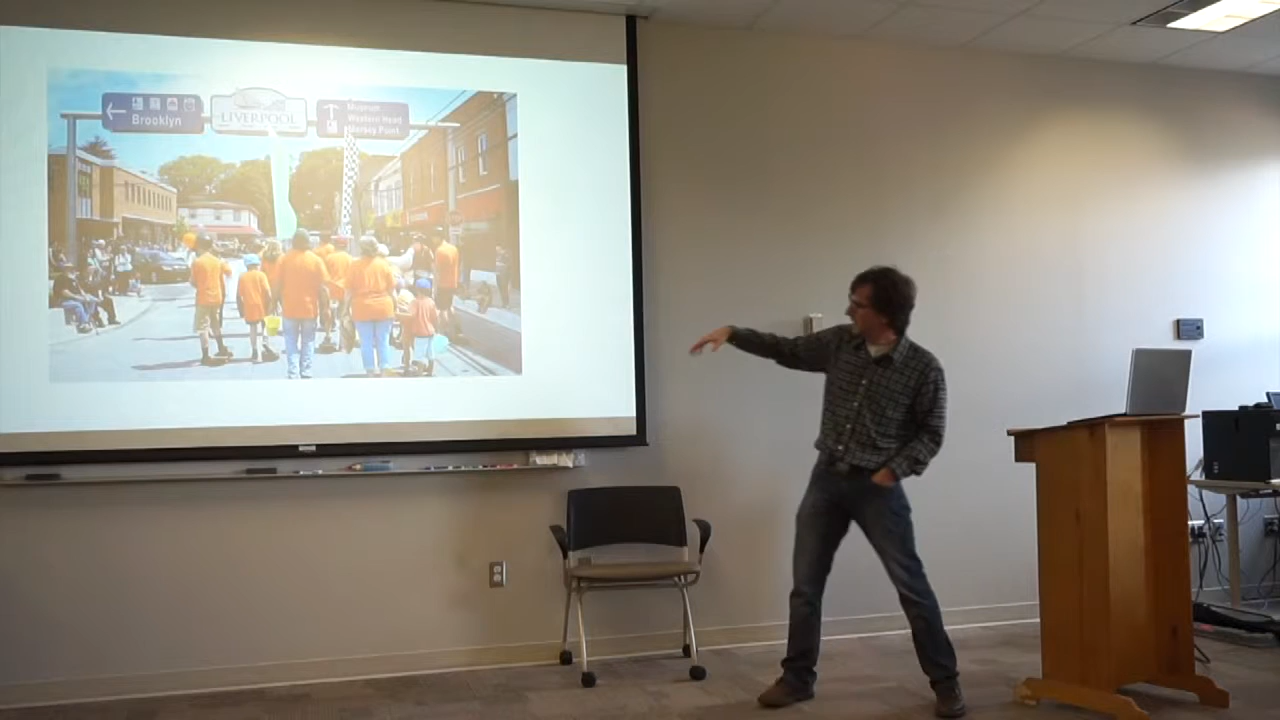 Brooklyn
LIVERPOOL
Museum
Western Head
Mersey Point